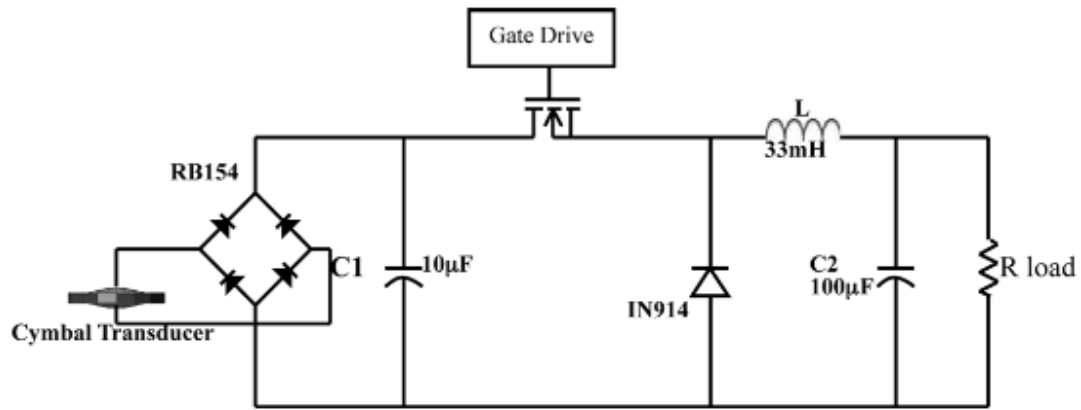 Gate Drive
L
33mH
RB154
C1
10μF
C2
100μF
R load
IN914
Cymbal Transducer